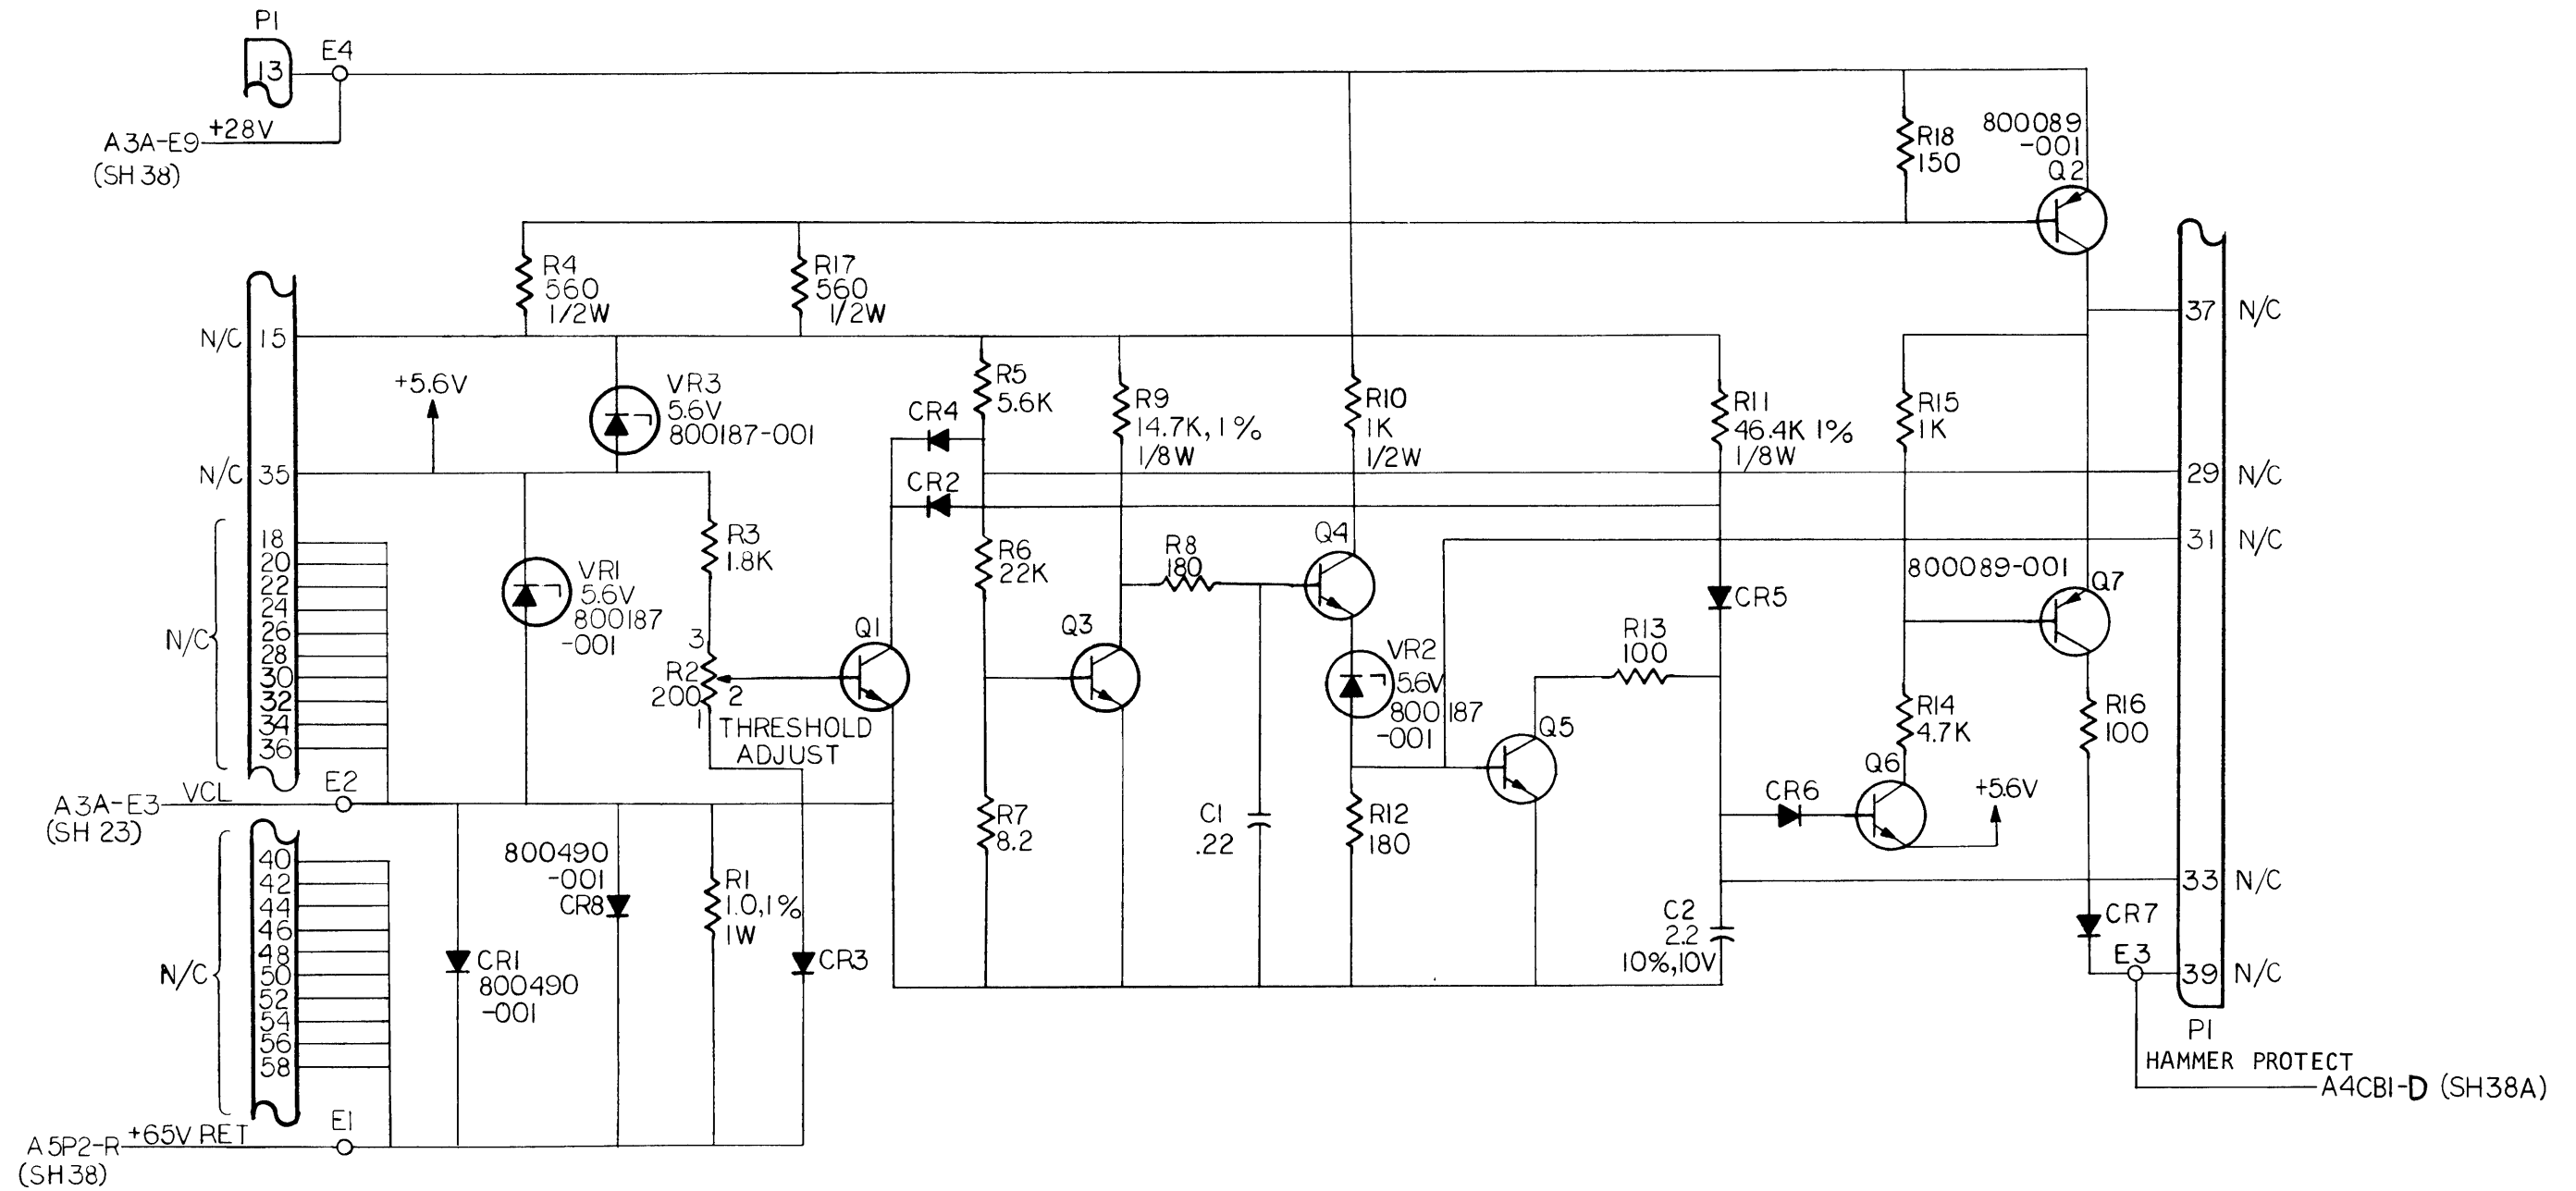 P1
13
E4
A3A-E9
+28V
(SH 38)
R18
150
800089
-001
Q2
R4
560
1/2W
R17
560
1/2W
N/C
15
37
N/C
+5.6V
VR3
5.6V
800187-001
CR4
R5
5.6K
R9
14.7K, 1%
1/8W
R10
1K
1/2W
R11
46.4K 1%
1/8W
R15
1K
N/C
35
CR2
29
N/C
N/C
18
20
22
24
26
28
30
32
34
36
VR1
5.6V
800187
-001
R3
1.8K
R6
22K
R8
180
Q4
31
N/C
800089-001
Q7
CR5
3
R2
200
2
1
THRESHOLD
ADJUST
Q1
Q3
VR2
5.6V
800187
-001
R13
100
Q5
R14
4.7K
R16
100
A3A-E3
VCL
E2
(SH 23)
R7
8.2
C1
.22
R12
180
CR6
Q6
+5.6V
N/C
40
42
44
46
48
50
52
54
56
58
800490
-001
CR8
R1
1.0,1%
1W
CR1
800490
-001
CR3
C2
2.2
10%,10V
33
N/C
CR7
E3
39
N/C
P1
HAMMER PROTECT
A4CB1-D (SH38A)
A5P2-R
+65V RET
E1
(SH 38)